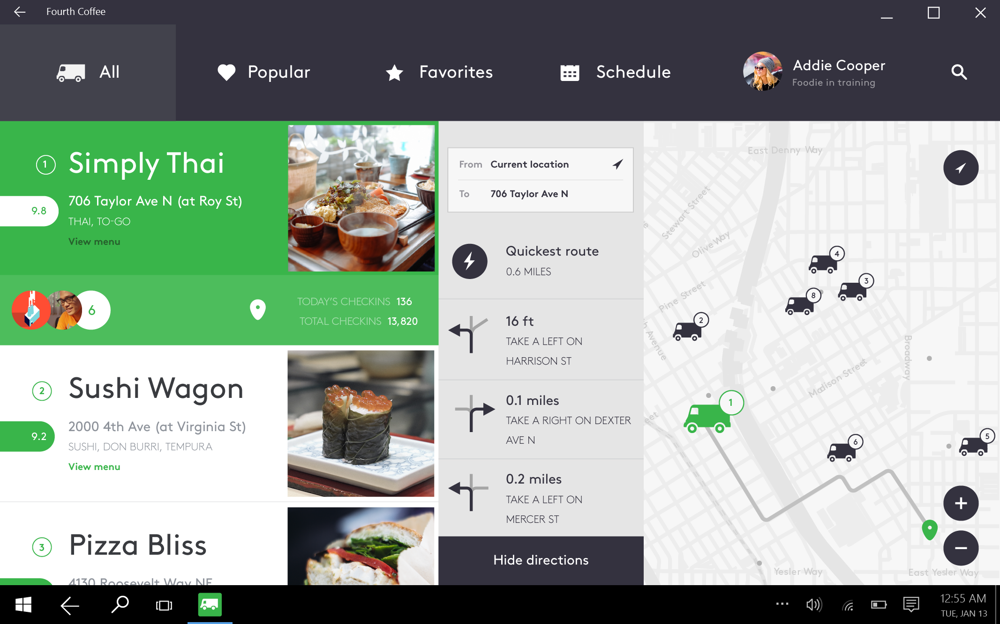 Fourth Coffee
All
Popular
Favorites
Schedule
Addie Cooper
Foodie in training
1
Simply Thai
9.8
706 Taylor Ave N (at Roy St)
THAI, TO-GO
View menu
6
TODAY'S CHECKINS 136
TOTAL CHECKINS 13,820
2
Sushi Wagon
9.2
2000 4th Ave (at Virginia St)
SUSHI, DON BURRI, TEMPURA
View menu
3
Pizza Bliss
4130 Roosevelt Way NE
From Current location
To 706 Taylor Ave N
Quickest route
0.6 MILES
16 ft
TAKE A LEFT ON
HARRISON ST
0.1 miles
TAKE A RIGHT ON DEXTER
AVE N
0.2 miles
TAKE A LEFT ON
MERCER ST
Hide directions
East Denny Way
Stewart Street
Olive Way
Pine Street
Avenue
Broadway
Madison Street
4
3
8
2
1
6
5
Yesler Way
East Yesler Way
12:55 AM
TUE, JAN 13